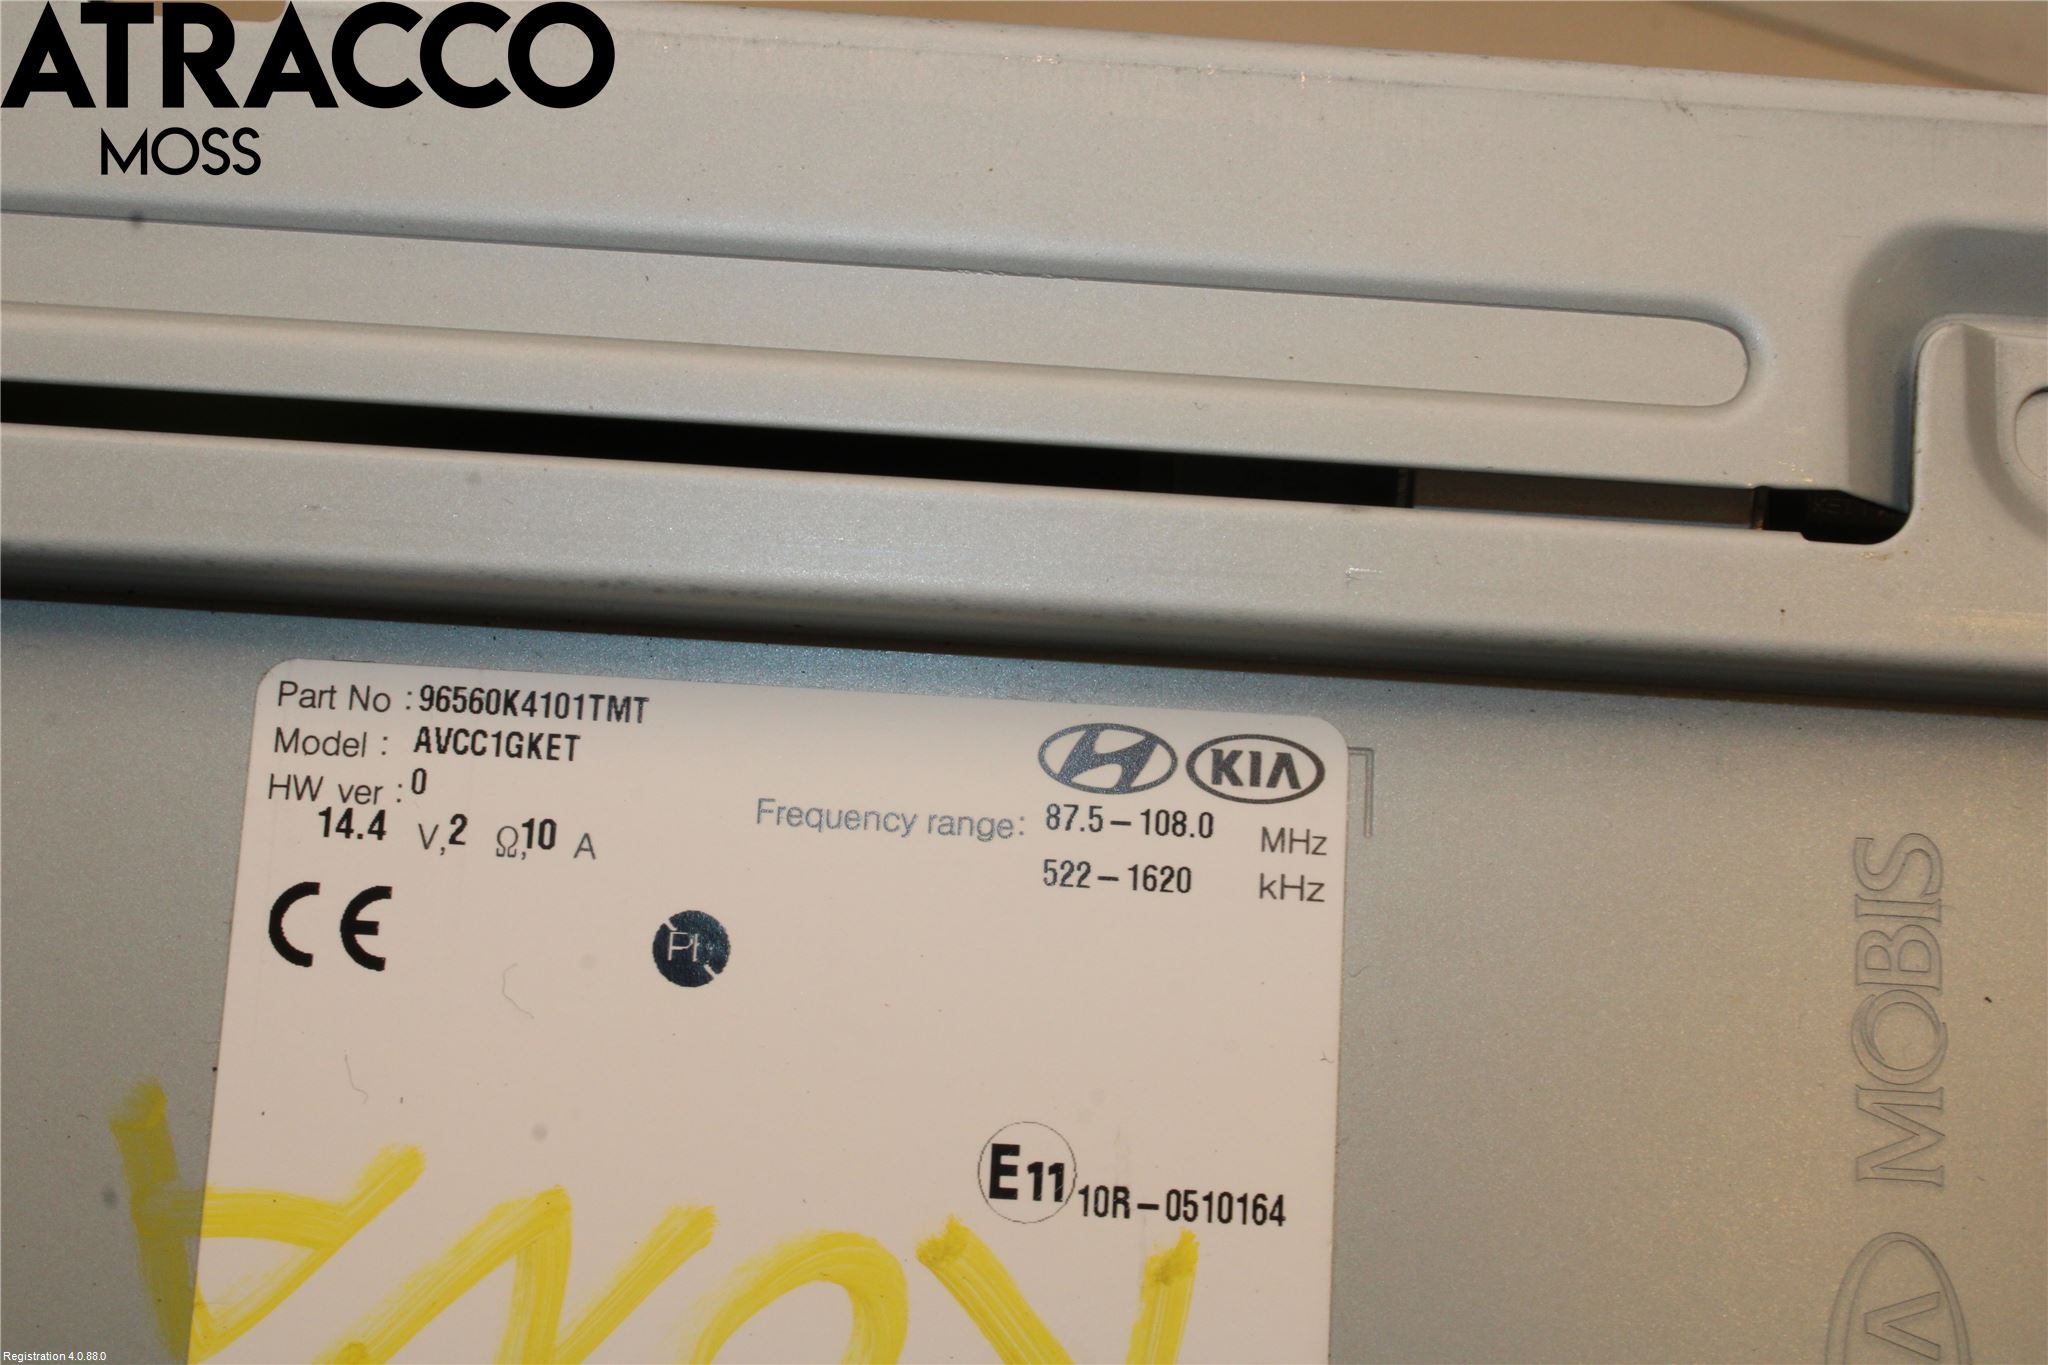 ATRACCO
MOSS
Part No : 96560K4101TMT
Model : AVCC1GKET
HW ver : 0
14.4 V, 2 Ω, 10 A
KIA
Frequency range: 87.5 – 108.0 MHz
522 – 1620 kHz
CE
E11 10R – 0510164
MOBIS
KONA
Registration 4.0.88.0